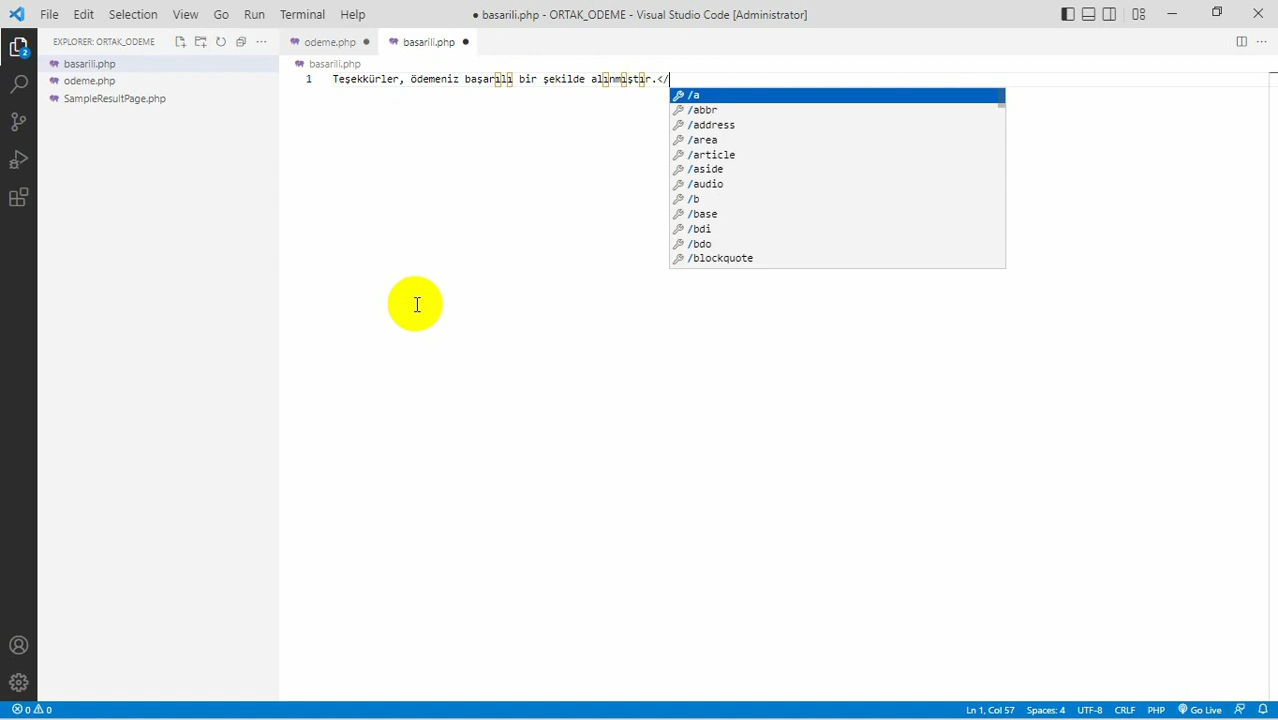 File Edit Selection View Go Run Terminal Help
● basarili.php - ORTAK_ODEME - Visual Studio Code [Administrator]
EXPLORER: ORTAK_ODEME
odeme.php ●
basarili.php ●
2
basarili.php
odeme.php
SampleResultPage.php
basarili.php
1 Teşekkürler, ödemeniz başarılı bir şekilde alınmıştır.</
/a
/abbr
/address
/area
/article
/aside
/audio
/b
/base
/bdi
/bdo
/blockquote
0 0 Ln 1, Col 57 Spaces: 4 UTF-8 CRLF PHP Go Live